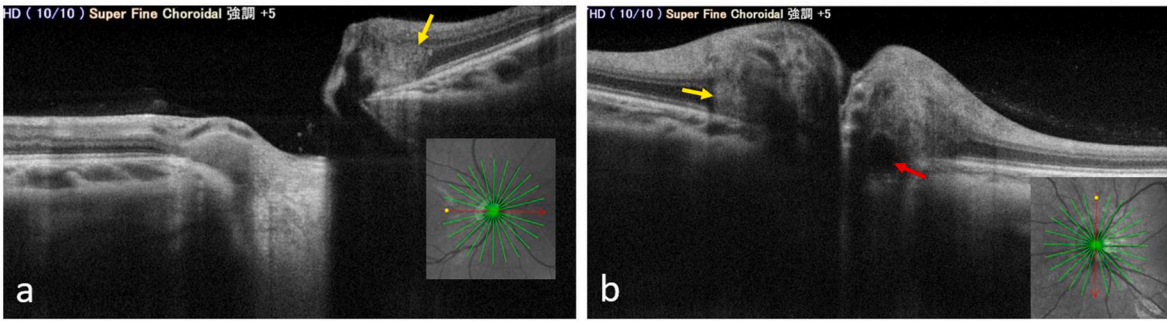 HD ( 10/10 ) Super Fine Choroidal 強調 +5
a
HD ( 10/10 ) Super Fine Choroidal 強調 +5
b